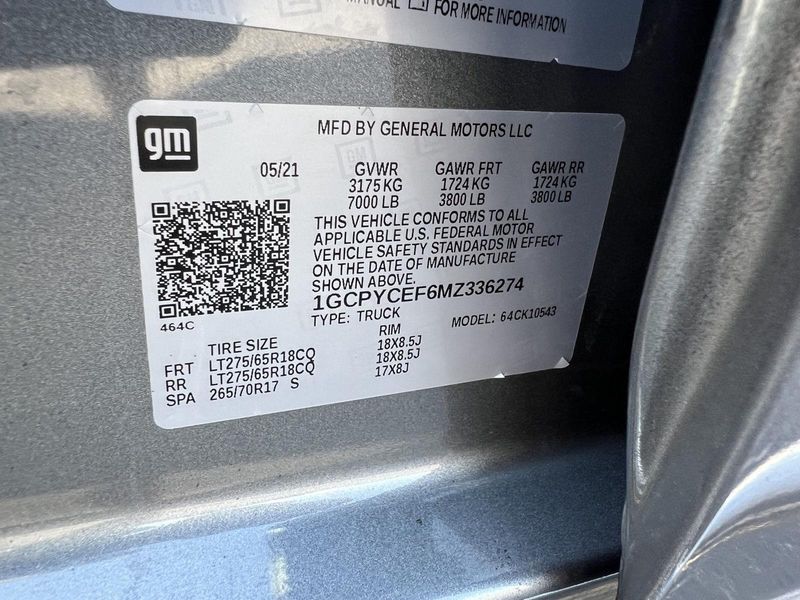 MANUAL FOR MORE INFORMATION
gm
MFD BY GENERAL MOTORS LLC
05/21 GVWR GAWR FRT GAWR RR
3175 KG 1724 KG 1724 KG
7000 LB 3800 LB 3800 LB
THIS VEHICLE CONFORMS TO ALL
APPLICABLE U.S. FEDERAL MOTOR
VEHICLE SAFETY STANDARDS IN EFFECT
ON THE DATE OF MANUFACTURE
SHOWN ABOVE.
1GCPYCEF6MZ336274
464C
TYPE: TRUCK MODEL: 64CK10543
TIRE SIZE RIM
FRT LT275/65R18CQ 18X8.5J
RR LT275/65R18CQ 18X8.5J
SPA 265/70R17 S 17X8J